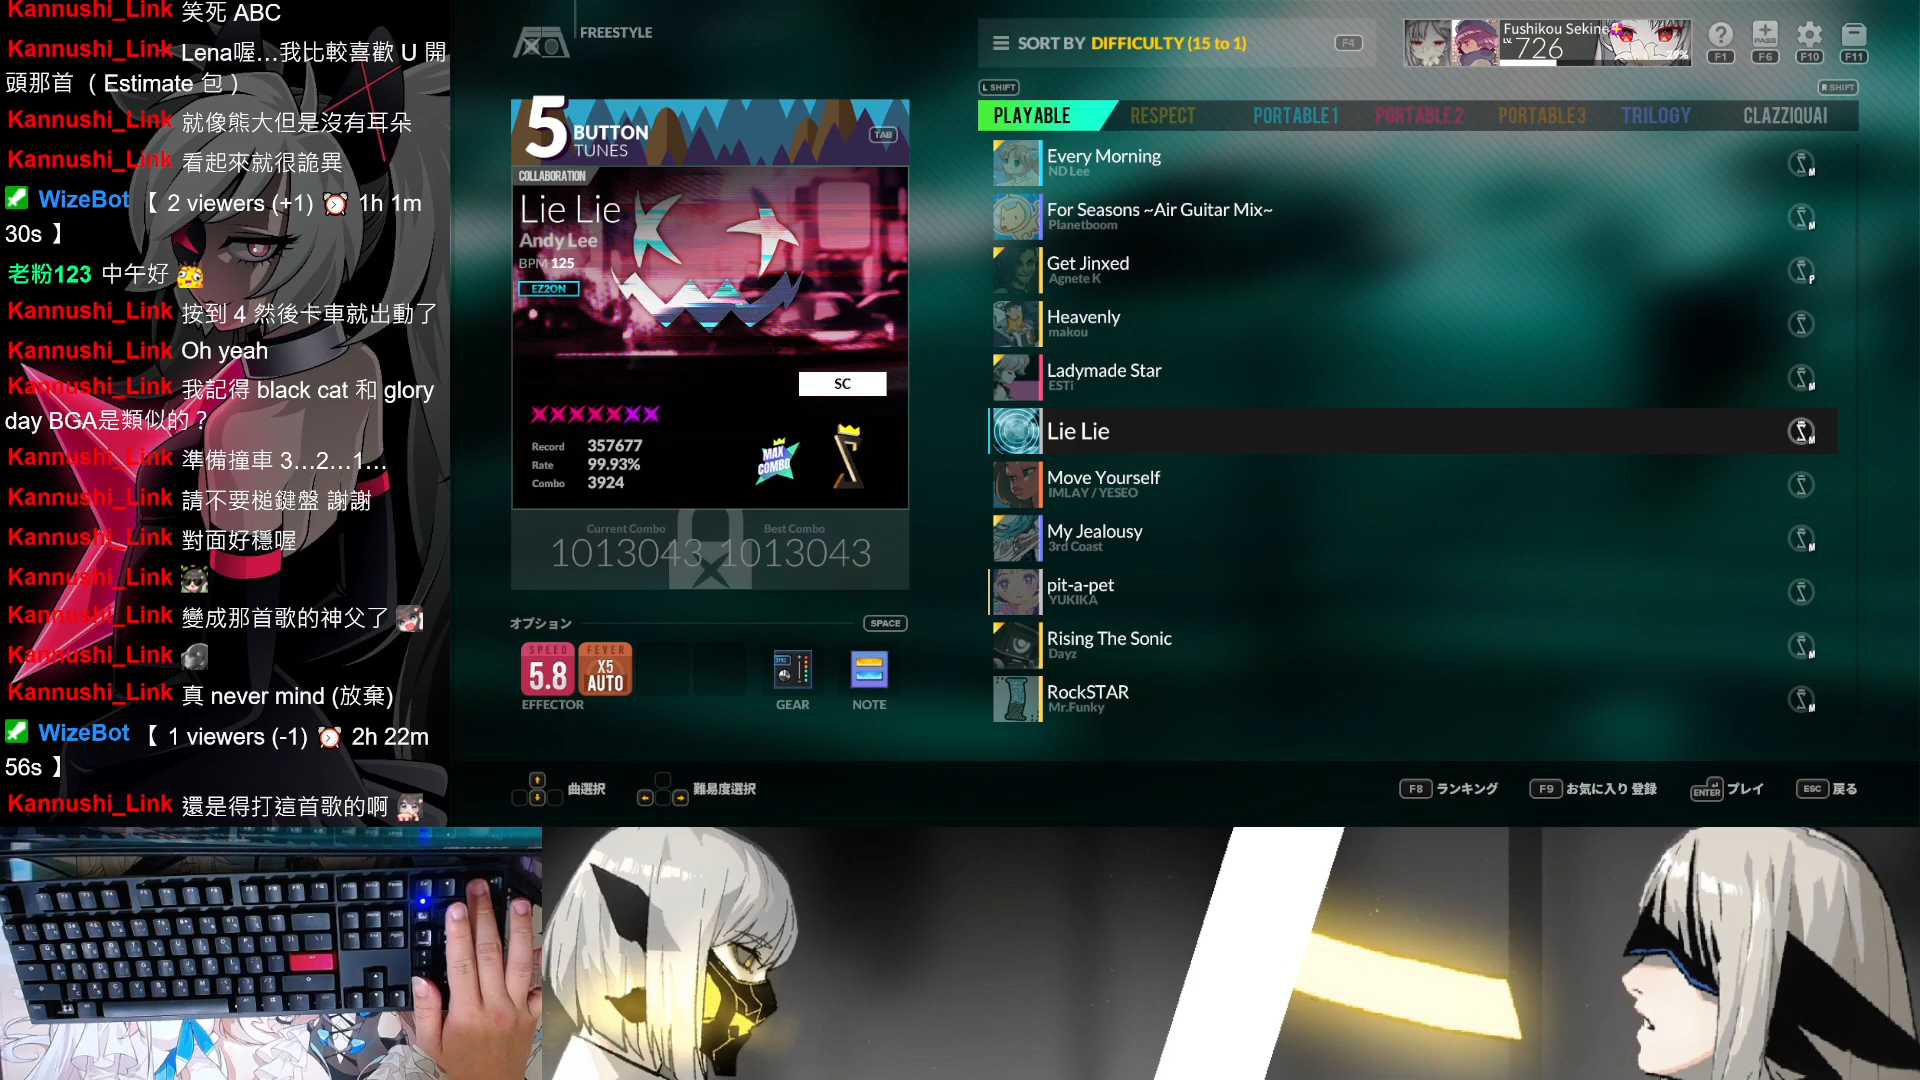 Kannushi_Link 笑死 ABC
Kannushi_Link Lena喔…我比較喜歡 U 開
頭那首 ( Estimate 包 )
Kannushi_Link 就像熊大但是沒有耳朵
Kannushi_Link 看起來就很詭異
WizeBot 【 2 viewers (+1) ⏰ 1h 1m
30s 】
老粉123 中午好
Kannushi_Link 按到 4 然後卡車就出動了
Kannushi_Link Oh yeah
Kannushi_Link 我記得 black cat 和 glory
day BGA是類似的？
Kannushi_Link 準備撞車 3…2…1…
Kannushi_Link 請不要槌鍵盤 謝謝
Kannushi_Link 對面好穩喔
Kannushi_Link
Kannushi_Link 變成那首歌的神父了
Kannushi_Link
Kannushi_Link 真 never mind (放棄)
WizeBot 【 1 viewers (-1) ⏰ 2h 22m
56s 】
Kannushi_Link 還是得打這首歌的啊
FREESTYLE
5 BUTTON
TUNES
TAB
COLLABORATION
Lie Lie
Andy Lee
BPM 125
EZ2ON
SC
Record 357677
Rate 99.93%
Combo 3924
MAX
COMBO
Current Combo
1013043
Best Combo
1013043
オプション
SPACE
SPEED
5.8
FEVER
X5
AUTO
EFFECTOR
GEAR
NOTE
SORT BY DIFFICULTY (15 to 1)
F4
Fushikou Sekine
LV. 726
29%
F1
PASS
F6
F10
F11
L SHIFT
R SHIFT
PLAYABLE
RESPECT
PORTABLE1
PORTABLE2
PORTABLE3
TRILOGY
CLAZZIQUAI
Every Morning
ND Lee
M
For Seasons ~Air Guitar Mix~
Planetboom
M
Get Jinxed
Agnete K
P
Heavenly
makou
Ladymade Star
ESTi
M
Lie Lie
M
Move Yourself
IMLAY / YESEO
My Jealousy
3rd Coast
M
pit-a-pet
YUKIKA
Rising The Sonic
Dayz
M
RockSTAR
Mr.Funky
M
曲選択
難易度選択
F8 ランキング
F9 お気に入り 登録
ENTER プレイ
ESC 戻る